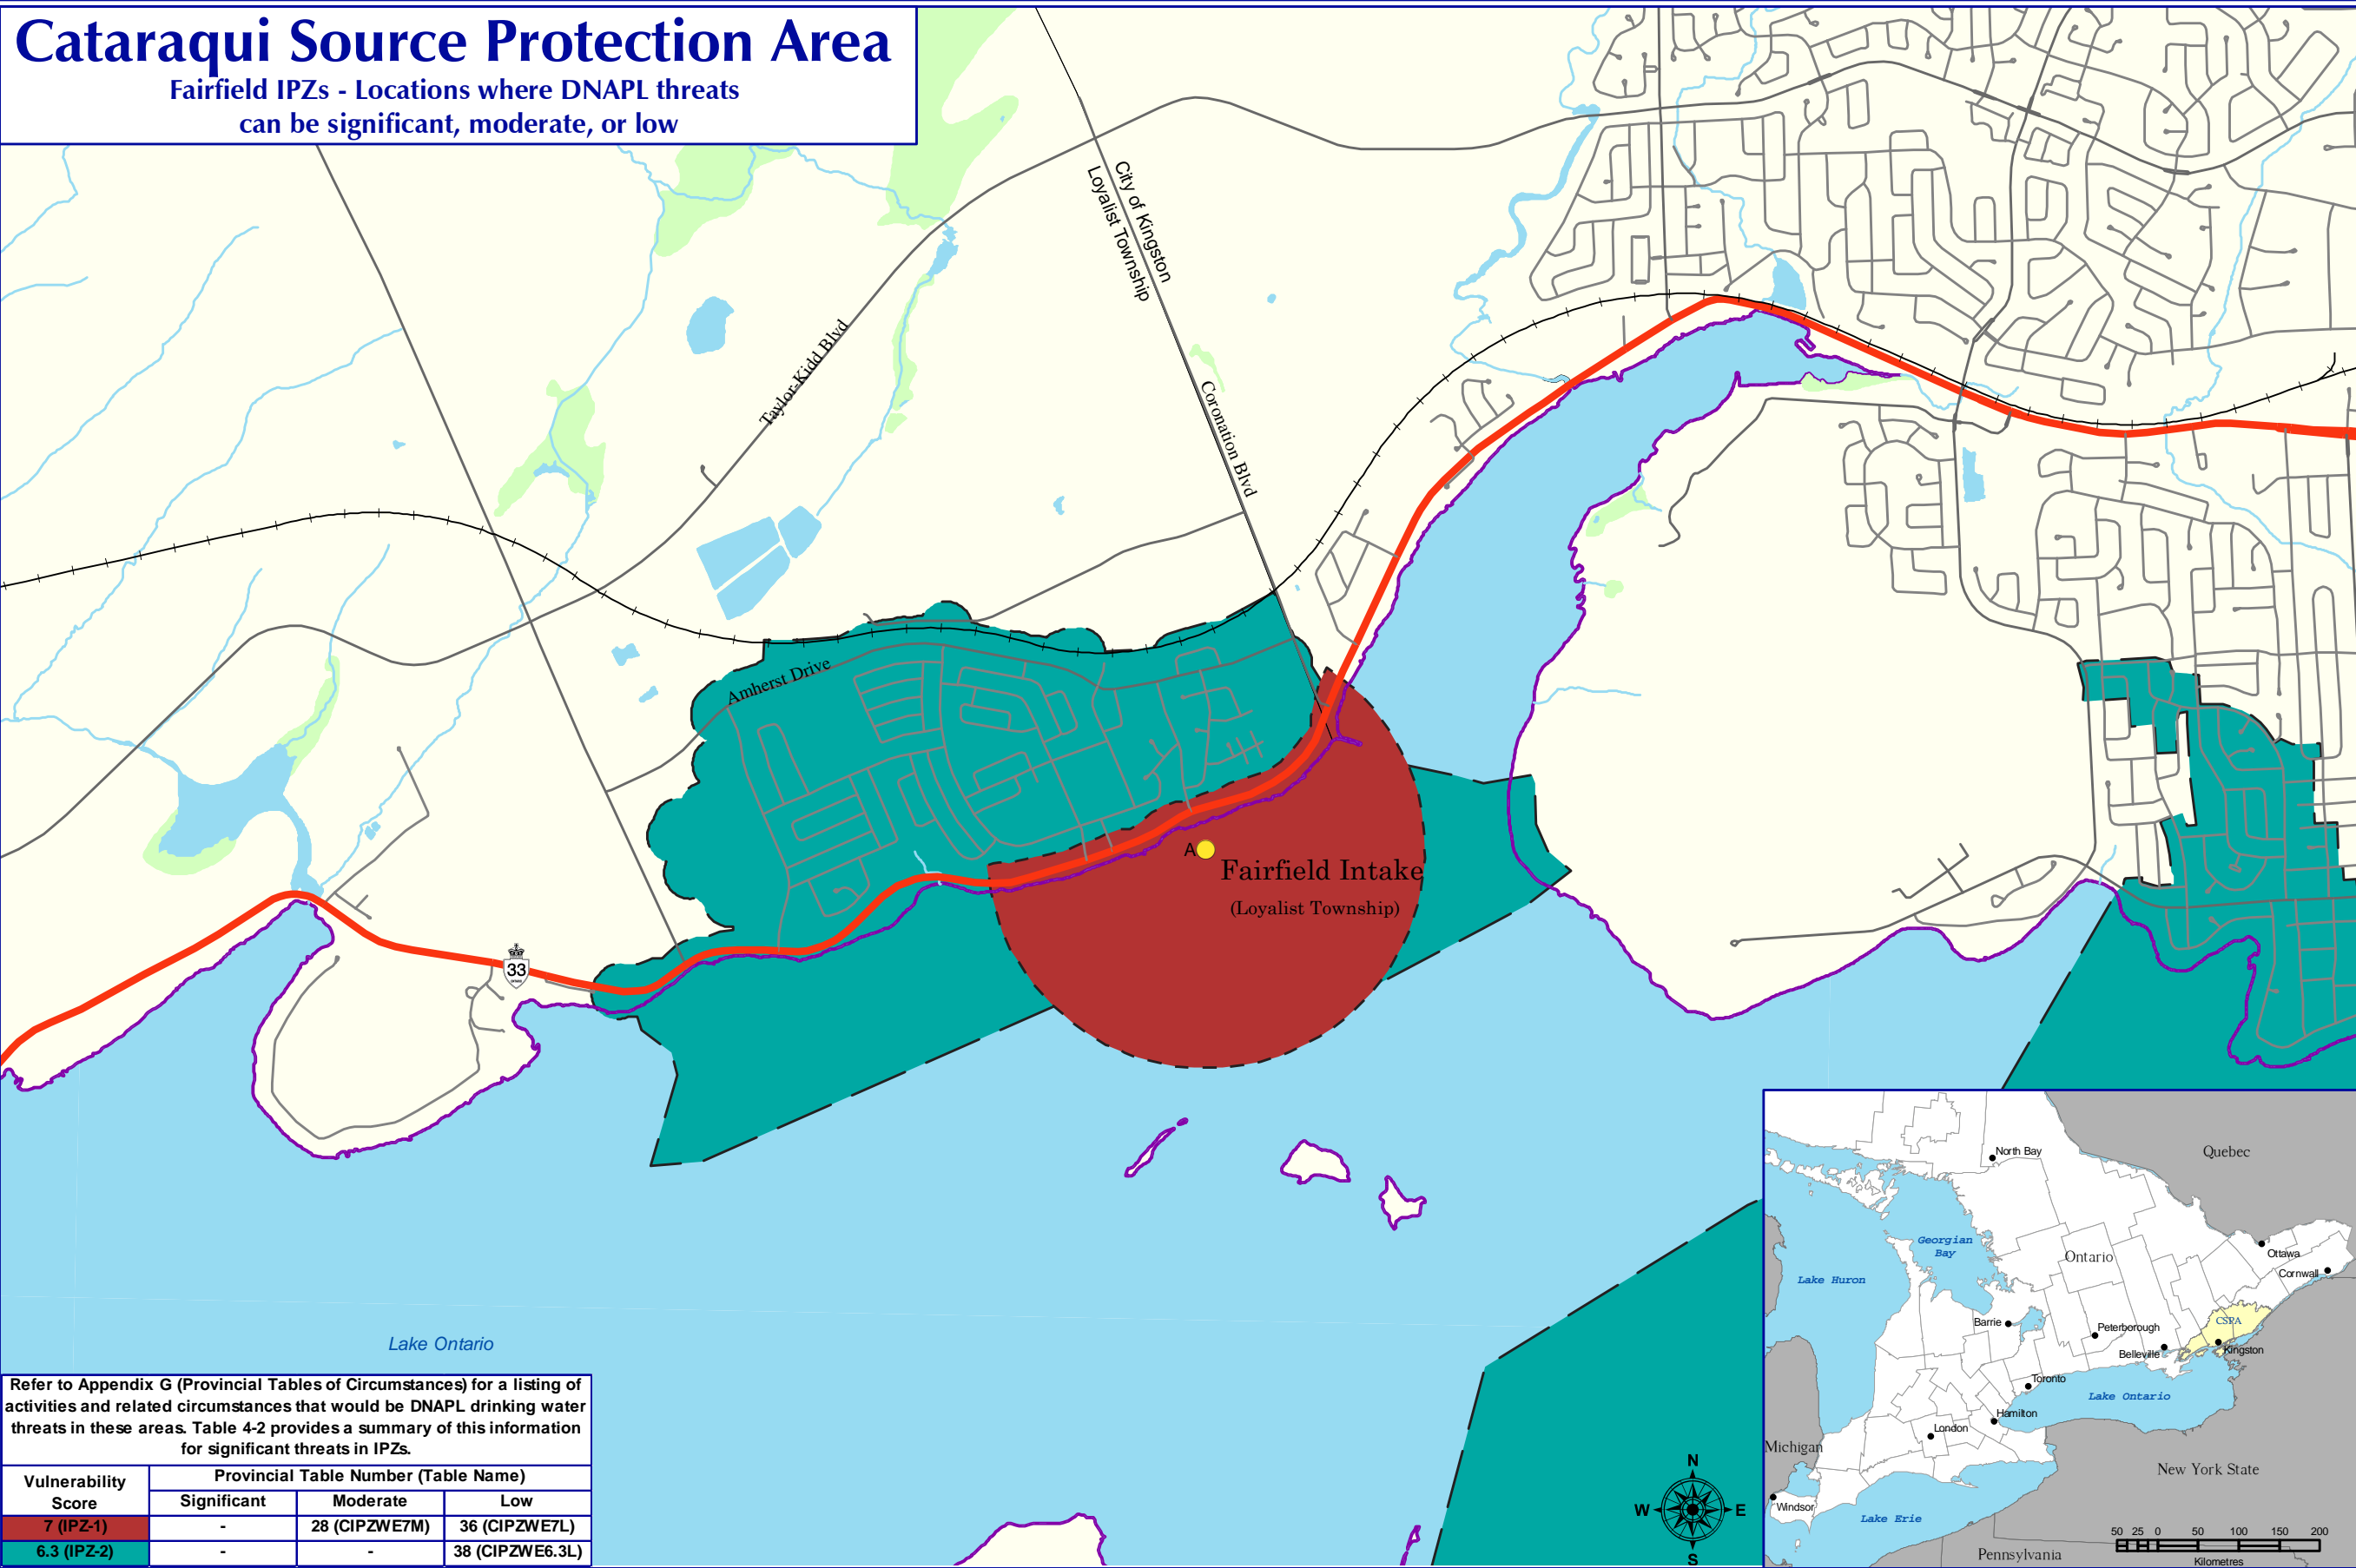 Cataraqui Source Protection Area
Fairfield IPZs - Locations where DNAPL threats
can be significant, moderate, or low
City of Kingston
Loyalist Township
Taylor-Kidd Blvd
Coronation Blvd
Amherst Drive
A
Fairfield Intake
(Loyalist Township)
33
Lake Ontario
Refer to Appendix G (Provincial Tables of Circumstances) for a listing of
activities and related circumstances that would be DNAPL drinking water
threats in these areas. Table 4-2 provides a summary of this information
for significant threats in IPZs.
Vulnerability
Score
Provincial Table Number (Table Name)
Significant
Moderate
Low
7 (IPZ-1)
-
28 (CIPZWE7M)
36 (CIPZWE7L)
6.3 (IPZ-2)
-
-
38 (CIPZWE6.3L)
N
W
E
S
North Bay
Quebec
Georgian
Bay
Ontario
Ottawa
Lake Huron
Cornwall
CSPA
Barrie
Peterborough
Belleville
Kingston
Toronto
Lake Ontario
Hamilton
London
Michigan
New York State
Windsor
Lake Erie
Pennsylvania
50 25 0 50 100 150 200
Kilometres